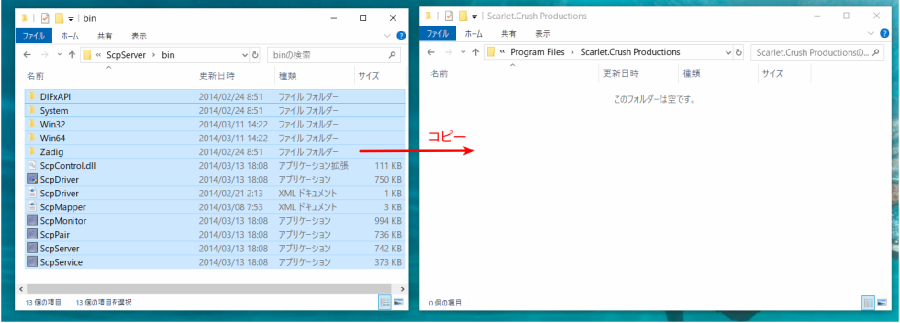 bin
ファイル ホーム 共有 表示
« ScpServer › bin
binの検索
名前 更新日時 種類 サイズ
DIFxAPI 2014/02/24 8:51 ファイル フォルダー
System 2014/02/24 8:51 ファイル フォルダー
Win32 2014/03/11 14:22 ファイル フォルダー
Win64 2014/03/11 14:22 ファイル フォルダー
Zadig 2014/02/24 8:51 ファイル フォルダー
ScpControl.dll 2014/03/13 18:08 アプリケーション拡張 111 KB
ScpDriver 2014/03/13 18:08 アプリケーション 750 KB
ScpDriver 2014/02/21 2:13 XML ドキュメント 1 KB
ScpMapper 2014/03/08 7:53 XML ドキュメント 3 KB
ScpMonitor 2014/03/13 18:08 アプリケーション 994 KB
ScpPair 2014/03/13 18:08 アプリケーション 736 KB
ScpServer 2014/03/13 18:08 アプリケーション 742 KB
ScpService 2014/03/13 18:08 アプリケーション 373 KB
13 個の項目 13 個の項目を選択
コピー
Scarlet.Crush Productions
ファイル ホーム 共有 表示
« Program Files › Scarlet.Crush Productions
Scarlet.Crush Productionsの...
名前 更新日時 種類 サイズ
このフォルダーは空です。
0 個の項目